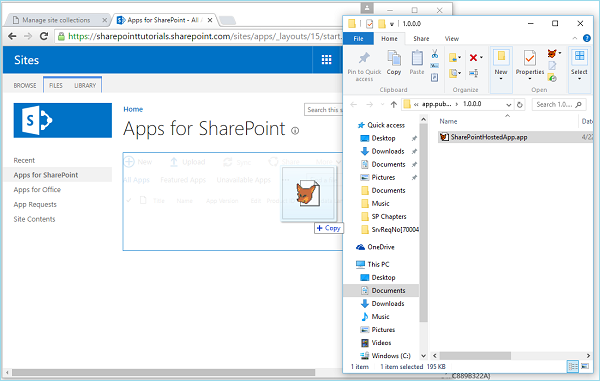 Manage site collections
Apps for SharePoint - All A
https://sharepointtutorials.sharepoint.com/sites/apps/_layouts/15/start.
Sites
BROWSE FILES LIBRARY
Home
Search this s
Apps for SharePoint
Recent
Apps for SharePoint
Apps for Office
App Requests
Site Contents
New Upload Sync Share More
All Apps Featured Apps Unavailable Apps
Title Name App Version Edit
+ Copy
1.0.0.0
File Home Share View
Pin to Quick access
Copy
Paste
Clipboard
Organize
New
Properties
Open
Select
app.pub... > 1.0.0.0
Search 1.0....
Name
SharePointHostedApp.app 4/22
Quick access
Desktop
Downloads
Documents
Pictures
Documents
Music
SP Chapters
SrvReqNo[70004
OneDrive
This PC
Desktop
Documents
Downloads
Music
Pictures
Videos
Windows (C:)
1 item 1 item selected 195 KB
C889B322A)